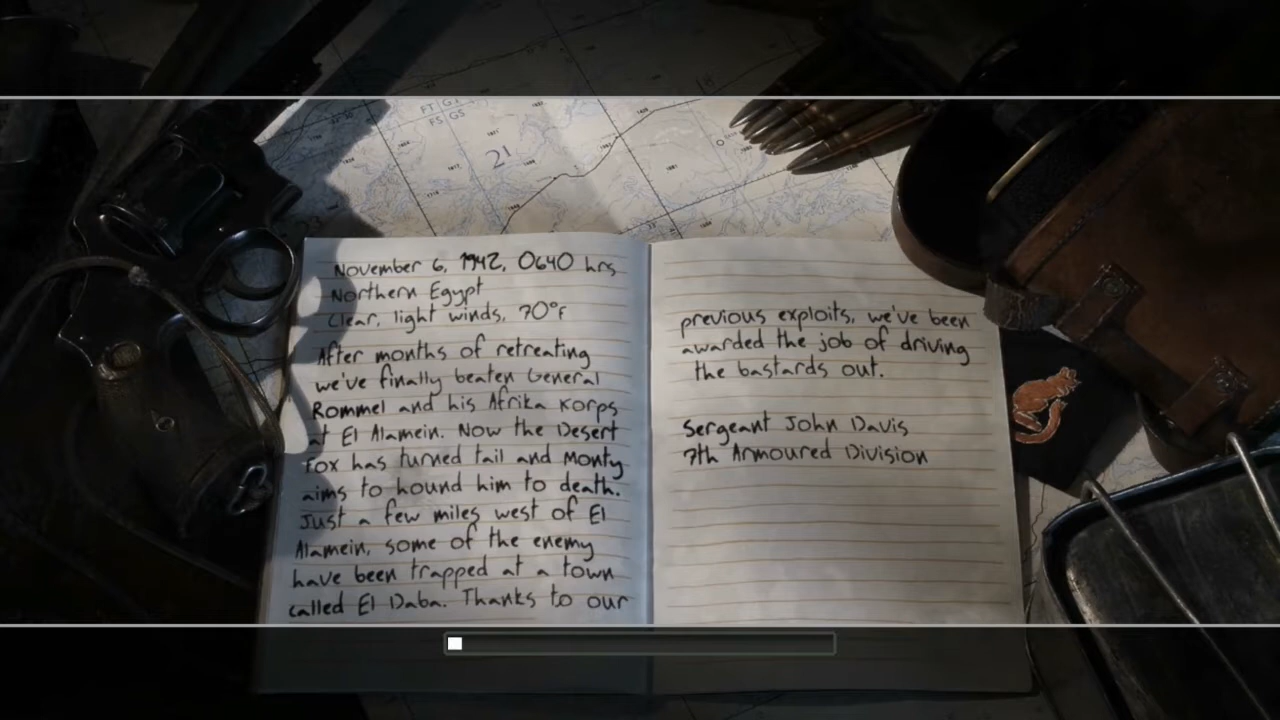 November 6, 1942, 0640 hrs
Northern Egypt
Clear, light winds, 70°F
After months of retreating
we've finally beaten General
Rommel and his Afrika Korps
at El Alamein. Now the Desert
Fox has turned tail and Monty
aims to hound him to death.
Just a few miles west of El
Alamein, some of the enemy
have been trapped at a town
called El Daba. Thanks to our
previous exploits, we've been
awarded the job of driving
the bastards out.
Sergeant John Davis
7th Armoured Division
21